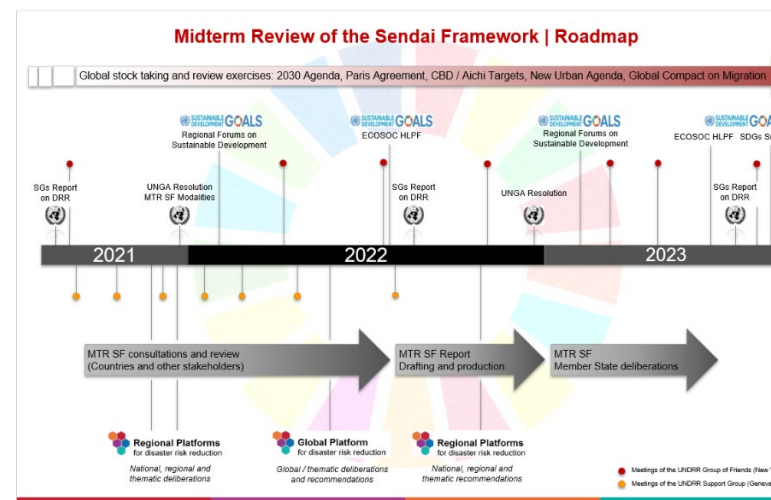 Midterm Review of the Sendai Framework | Roadmap
Global stock taking and review exercises: 2030 Agenda, Paris Agreement, CBD / Aichi Targets, New Urban Agenda, Global Compact on Migration
SUSTAINABLE DEVELOPMENT GOALS
Regional Forums on
Sustainable Development
SUSTAINABLE DEVELOPMENT GOALS
ECOSOC HLPF
SUSTAINABLE DEVELOPMENT GOALS
Regional Forums on
Sustainable Development
SUSTAINABLE DEVELOPMENT
ECOSOC HLPF SDGs
SGs Report
on DRR
UNGA Resolution
MTR SF Modalities
SGs Report
on DRR
UNGA Resolution
SGs Report
on DRR
2021
2022
2023
MTR SF consultations and review
(Countries and other stakeholders)
MTR SF Report
Drafting and production
MTR SF
Member State deliberations
Regional Platforms
for disaster risk reduction
National, regional and
thematic deliberations
Global Platform
for disaster risk reduction
Global / thematic deliberations
and recommendations
Regional Platforms
for disaster risk reduction
National, regional and
thematic recommendations
Meetings of the UNDRR Group of Friends (New
Meetings of the UNDRR Support Group (Geneva